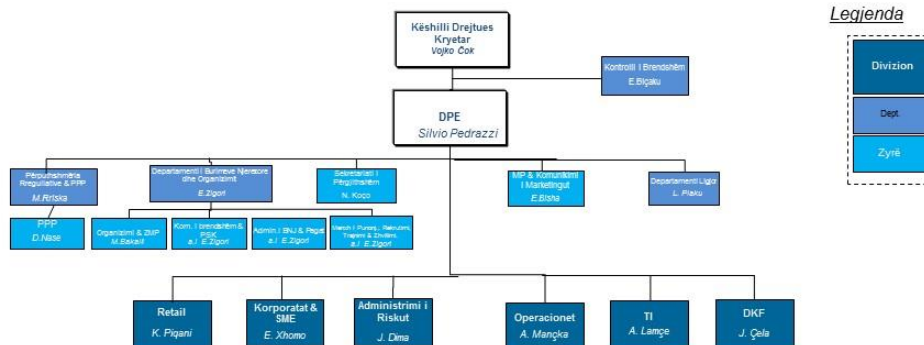 Legjenda
Këshilli Drejtues
Kryetar
Vojko Čok
Divizion
Kontrolli I Brendshëm
E.Biçaku
DPE
Silvio Pedrazzi
Dept.
Zyrë
Përputhshmëria
Rregullative & PPP
M.Rrliska
Departamenti I Burimeve Njerëzore
dhe Organizimit
E.Zigori
Sekretariati I
Përgjithshëm
N. Koço
MP & Komunikimi
I Marketingut
E.Bisha
Departamenti Ligjor
L. Plaku
PPP
D.Nase
Organizimi & ZMP
M.Bakalli
Kom. I brendshëm &
PSK
a.i E.Zigori
Admin.I BNJ & Pagat
a.i E.Zigori
a.i E.Zigori
Retail
K. Piqani
Korporatat &
SME
E. Xhomo
Administrimi i
Riskut
J. Dima
Operacionet
A. Mançka
TI
A. Lamçe
DKF
J. Çela